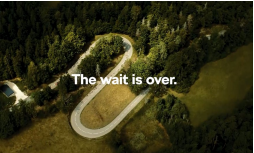 The wait is over.